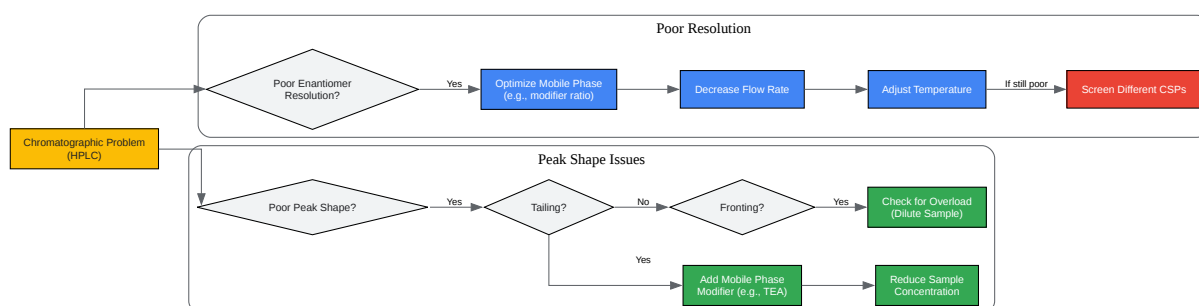 Poor Resolution
Poor Enantiomer
Resolution?
Yes
Optimize Mobile Phase
(e.g., modifier ratio)
Decrease Flow Rate
Adjust Temperature
If still poor
Screen Different CSPs
Chromatographic Problem
(HPLC)
Peak Shape Issues
Poor Peak Shape?
Yes
Tailing?
No
Fronting?
Yes
Check for Overload
(Dilute Sample)
Yes
Add Mobile Phase
Modifier (e.g., TEA)
Reduce Sample
Concentration